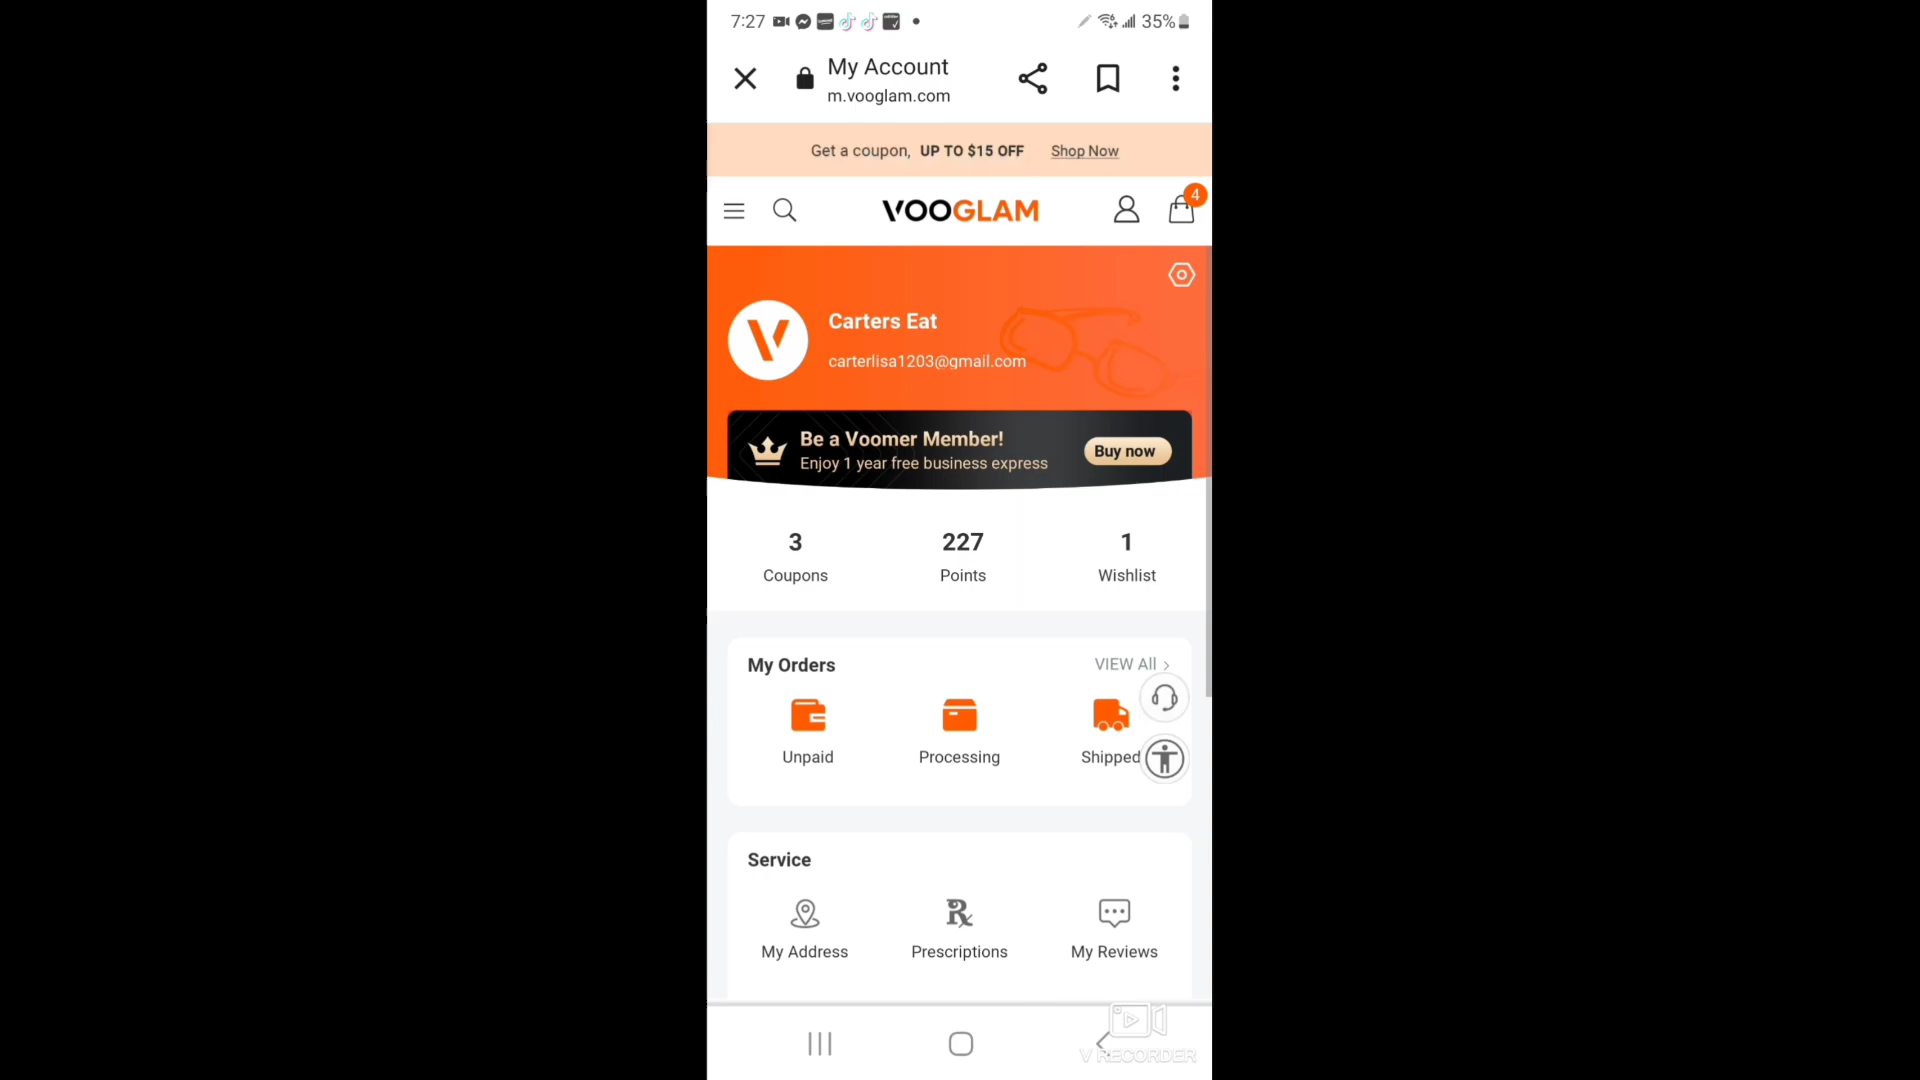 7:27
35%
My Account
m.vooglam.com
Get a coupon, UP TO $15 OFF Shop Now
VOOGLAM
4
Carters Eat
carterlisa1203@gmail.com
Be a Voomer Member!
Enjoy 1 year free business express
Buy now
3 227 1
Coupons Points Wishlist
My Orders VIEW All >
Unpaid Processing Shipped
Service
Rx
My Address Prescriptions My Reviews
V RECORDER